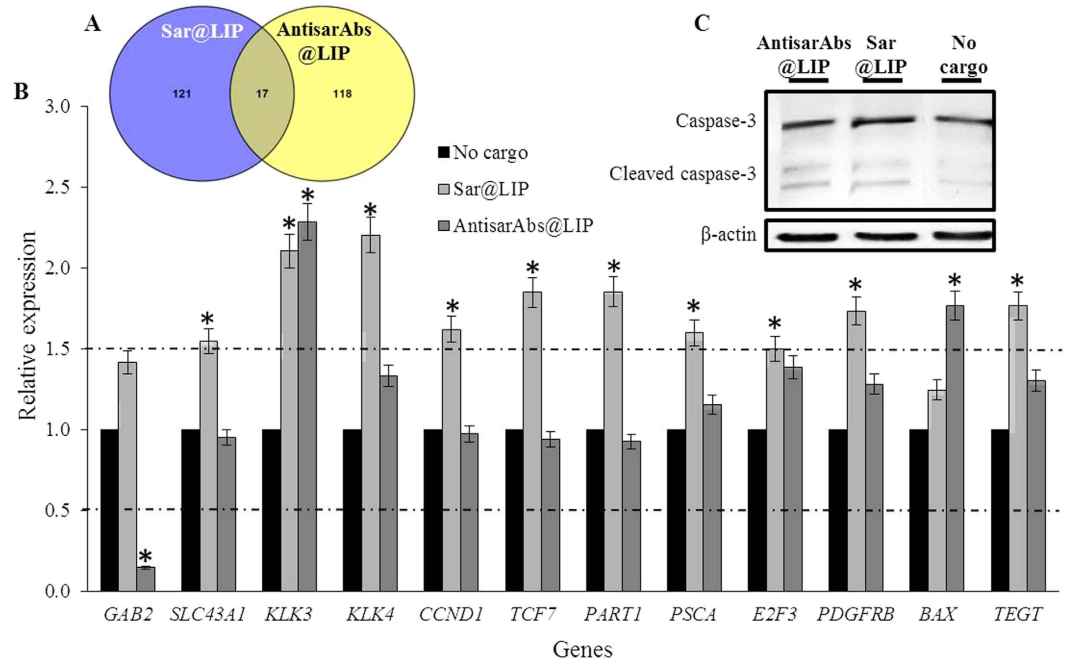 A
Sar@LIP
AntisarAbs
@LIP
121
17
118
C
AntisarAbs
@LIP
Sar
@LIP
No
cargo
Caspase-3
Cleaved caspase-3
β-actin
B
No cargo
Sar@LIP
AntisarAbs@LIP
Relative expression
3.0
2.5
2.0
1.5
1.0
0.5
0.0
* * * * * * * * * * * * *
*
GAB2 SLC43A1 KLK3 KLK4 CCND1 TCF7 PART1 PSCA E2F3 PDGFRB BAX TEGT
Genes